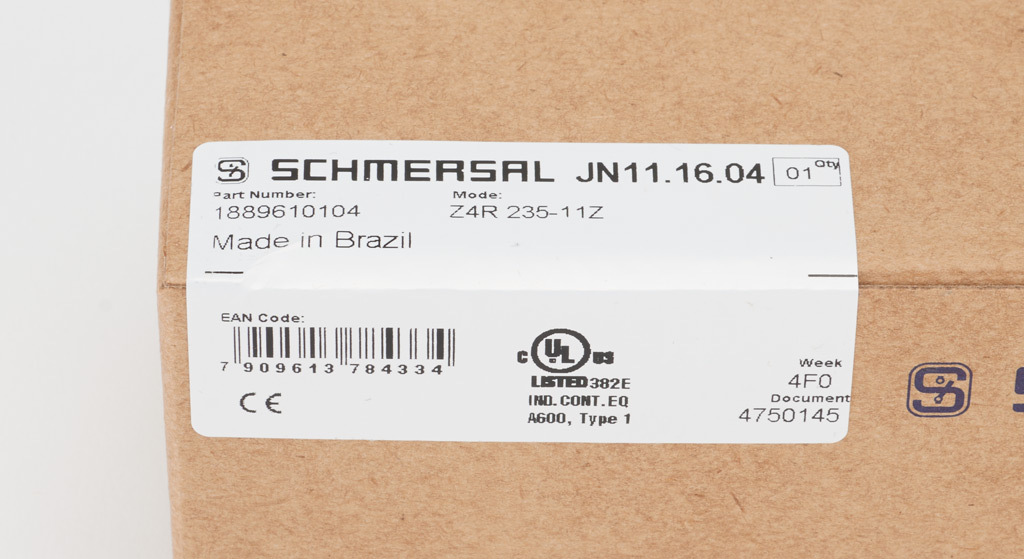 SCHMERSAL JN11.16.04 01 Qty
Part Number: Mode:
1889610104 Z4R 235-11Z
Made in Brazil
EAN Code:
7 909613 784334
CE
C UL US
LISTED 382E
IND.CONT.EQ
A600, Type 1
Week
4F0
Document
4750145